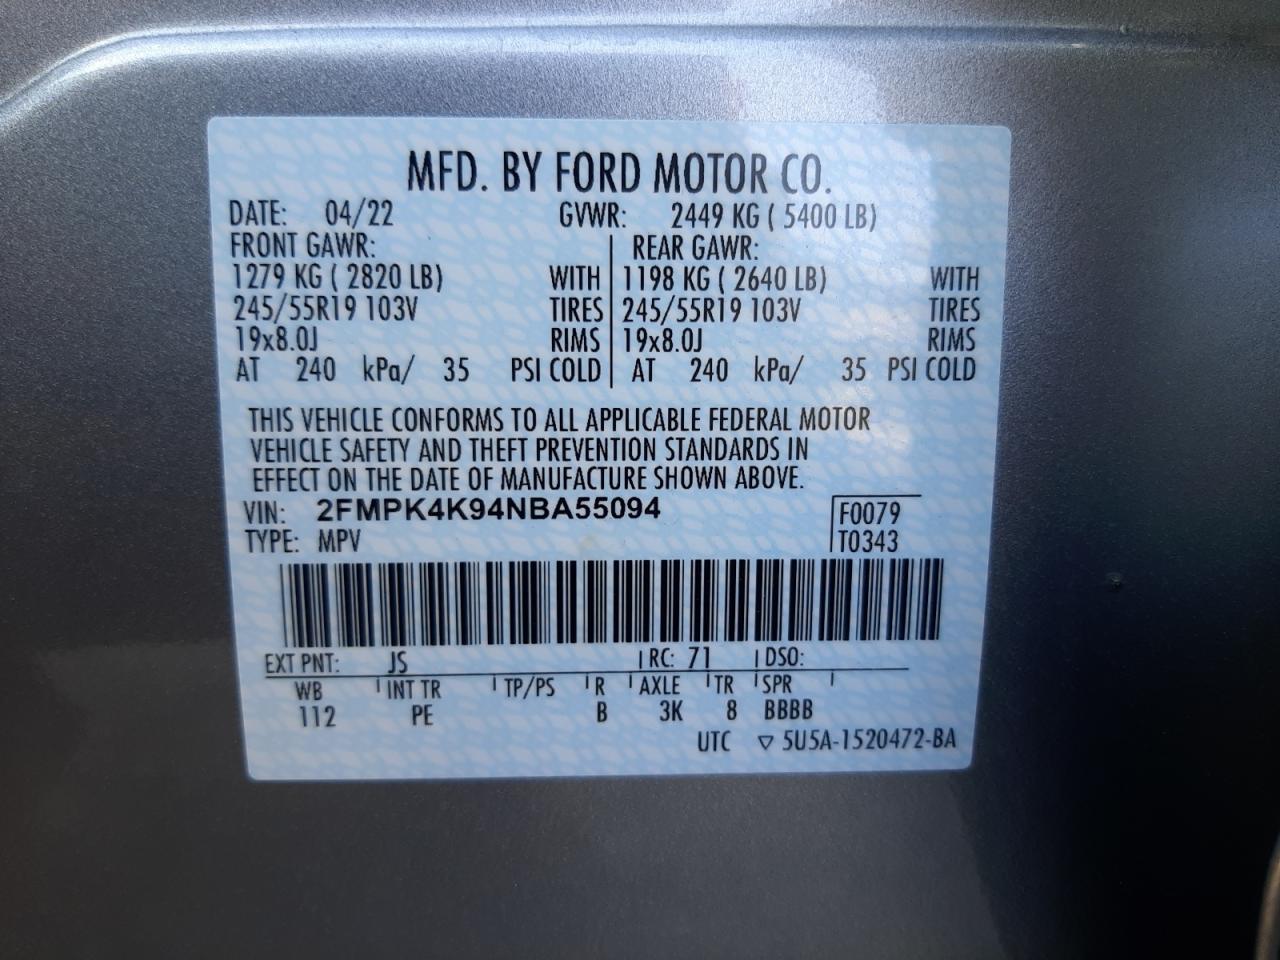 MFD. BY FORD MOTOR CO.
DATE: 04/22 GVWR: 2449 KG ( 5400 LB)
FRONT GAWR: REAR GAWR:
1279 KG ( 2820 LB) WITH 1198 KG ( 2640 LB) WITH
245/55R19 103V TIRES 245/55R19 103V TIRES
19x8.0J RIMS 19x8.0J RIMS
AT 240 kPa/ 35 PSI COLD AT 240 kPa/ 35 PSI COLD
THIS VEHICLE CONFORMS TO ALL APPLICABLE FEDERAL MOTOR
VEHICLE SAFETY AND THEFT PREVENTION STANDARDS IN
EFFECT ON THE DATE OF MANUFACTURE SHOWN ABOVE.
VIN: 2FMPK4K94NBA55094 F0079
TYPE: MPV T0343
EXT PNT: JS RC: 71 DSO:
WB INT TR TP/PS R AXLE TR SPR
112 PE B 3K 8 BBBB
UTC ▽ 5U5A-1520472-BA